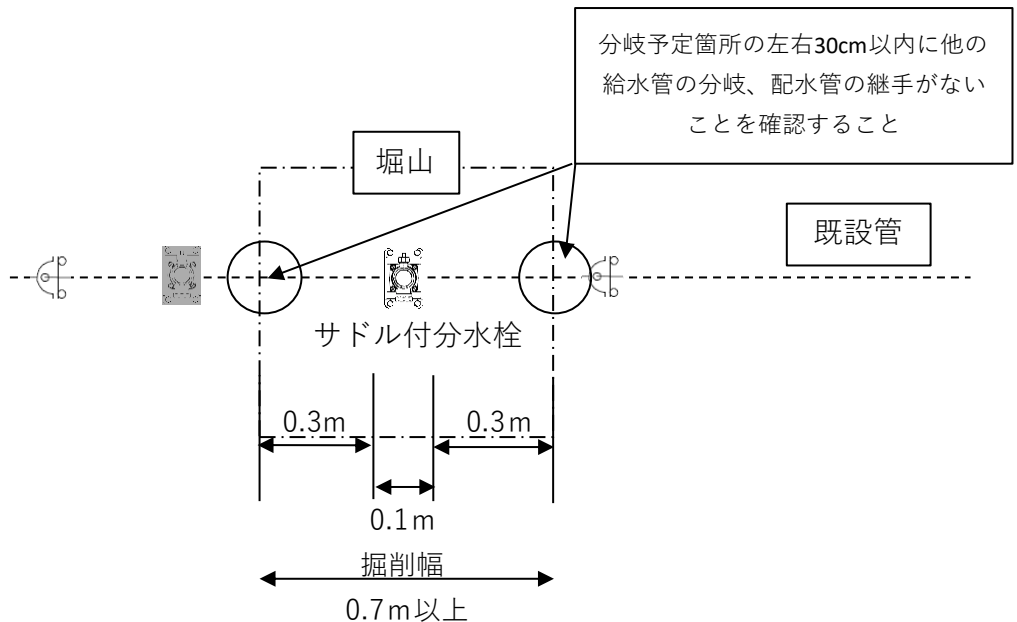 分岐予定箇所の左右30cm以内に他の
給水管の分岐、配水管の継手がない
ことを確認すること
堀山
既設管
サドル付分水栓
0.3m
0.3m
0.1m
掘削幅
0.7m以上